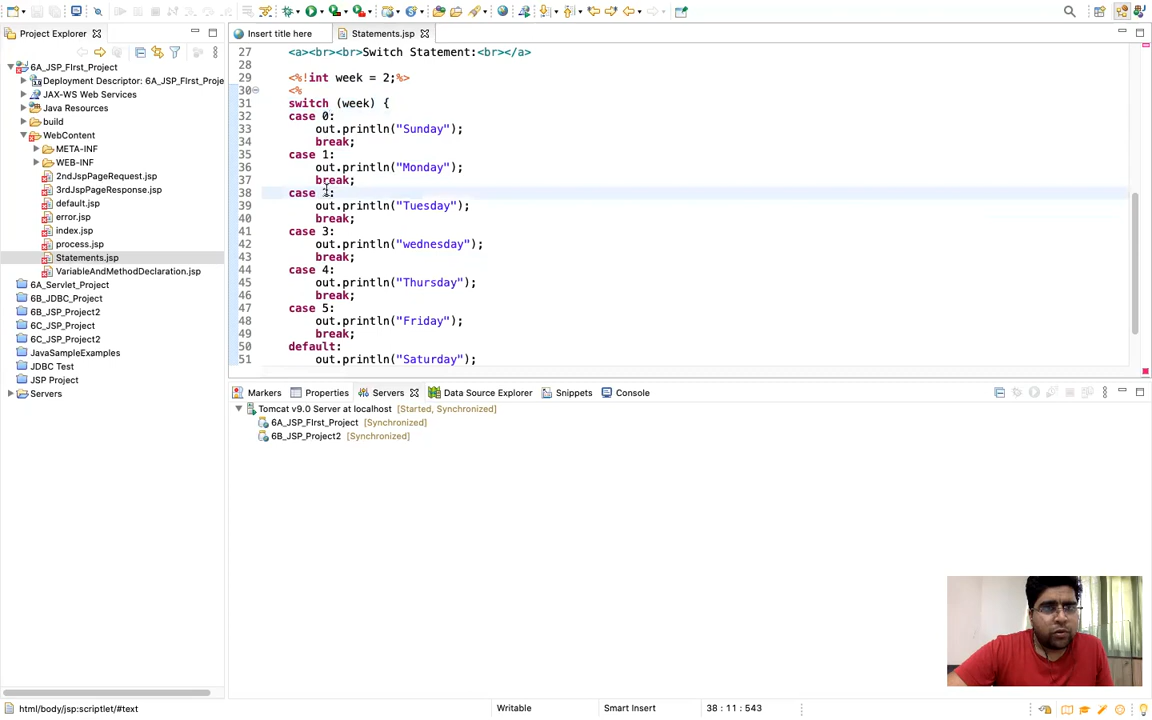 Project Explorer
6A_JSP_FIrst_Project
Deployment Descriptor: 6A_JSP_FIrst_Proje
JAX-WS Web Services
Java Resources
build
WebContent
META-INF
WEB-INF
2ndJspPageRequest.jsp
3rdJspPageResponse.jsp
default.jsp
error.jsp
index.jsp
process.jsp
Statements.jsp
VariableAndMethodDeclaration.jsp
6A_Servlet_Project
6B_JDBC_Project
6B_JSP_Project2
6C_JSP_Project
6C_JSP_Project2
JavaSampleExamples
JDBC Test
JSP Project
Servers
Insert title here
Statements.jsp
27 <a><br><br>Switch Statement:<br></a>
28
29 <%!int week = 2;%>
30 <%
31 switch (week) {
32 case 0:
33 out.println("Sunday");
34 break;
35 case 1:
36 out.println("Monday");
37 break;
38 case :
39 out.println("Tuesday");
40 break;
41 case 3:
42 out.println("wednesday");
43 break;
44 case 4:
45 out.println("Thursday");
46 break;
47 case 5:
48 out.println("Friday");
49 break;
50 default:
51 out.println("Saturday");
Markers Properties Servers Data Source Explorer Snippets Console
Tomcat v9.0 Server at localhost [Started, Synchronized]
6A_JSP_FIrst_Project [Synchronized]
6B_JSP_Project2 [Synchronized]
html/body/jsp:scriptlet/#text
Writable
Smart Insert
38 : 11 : 543